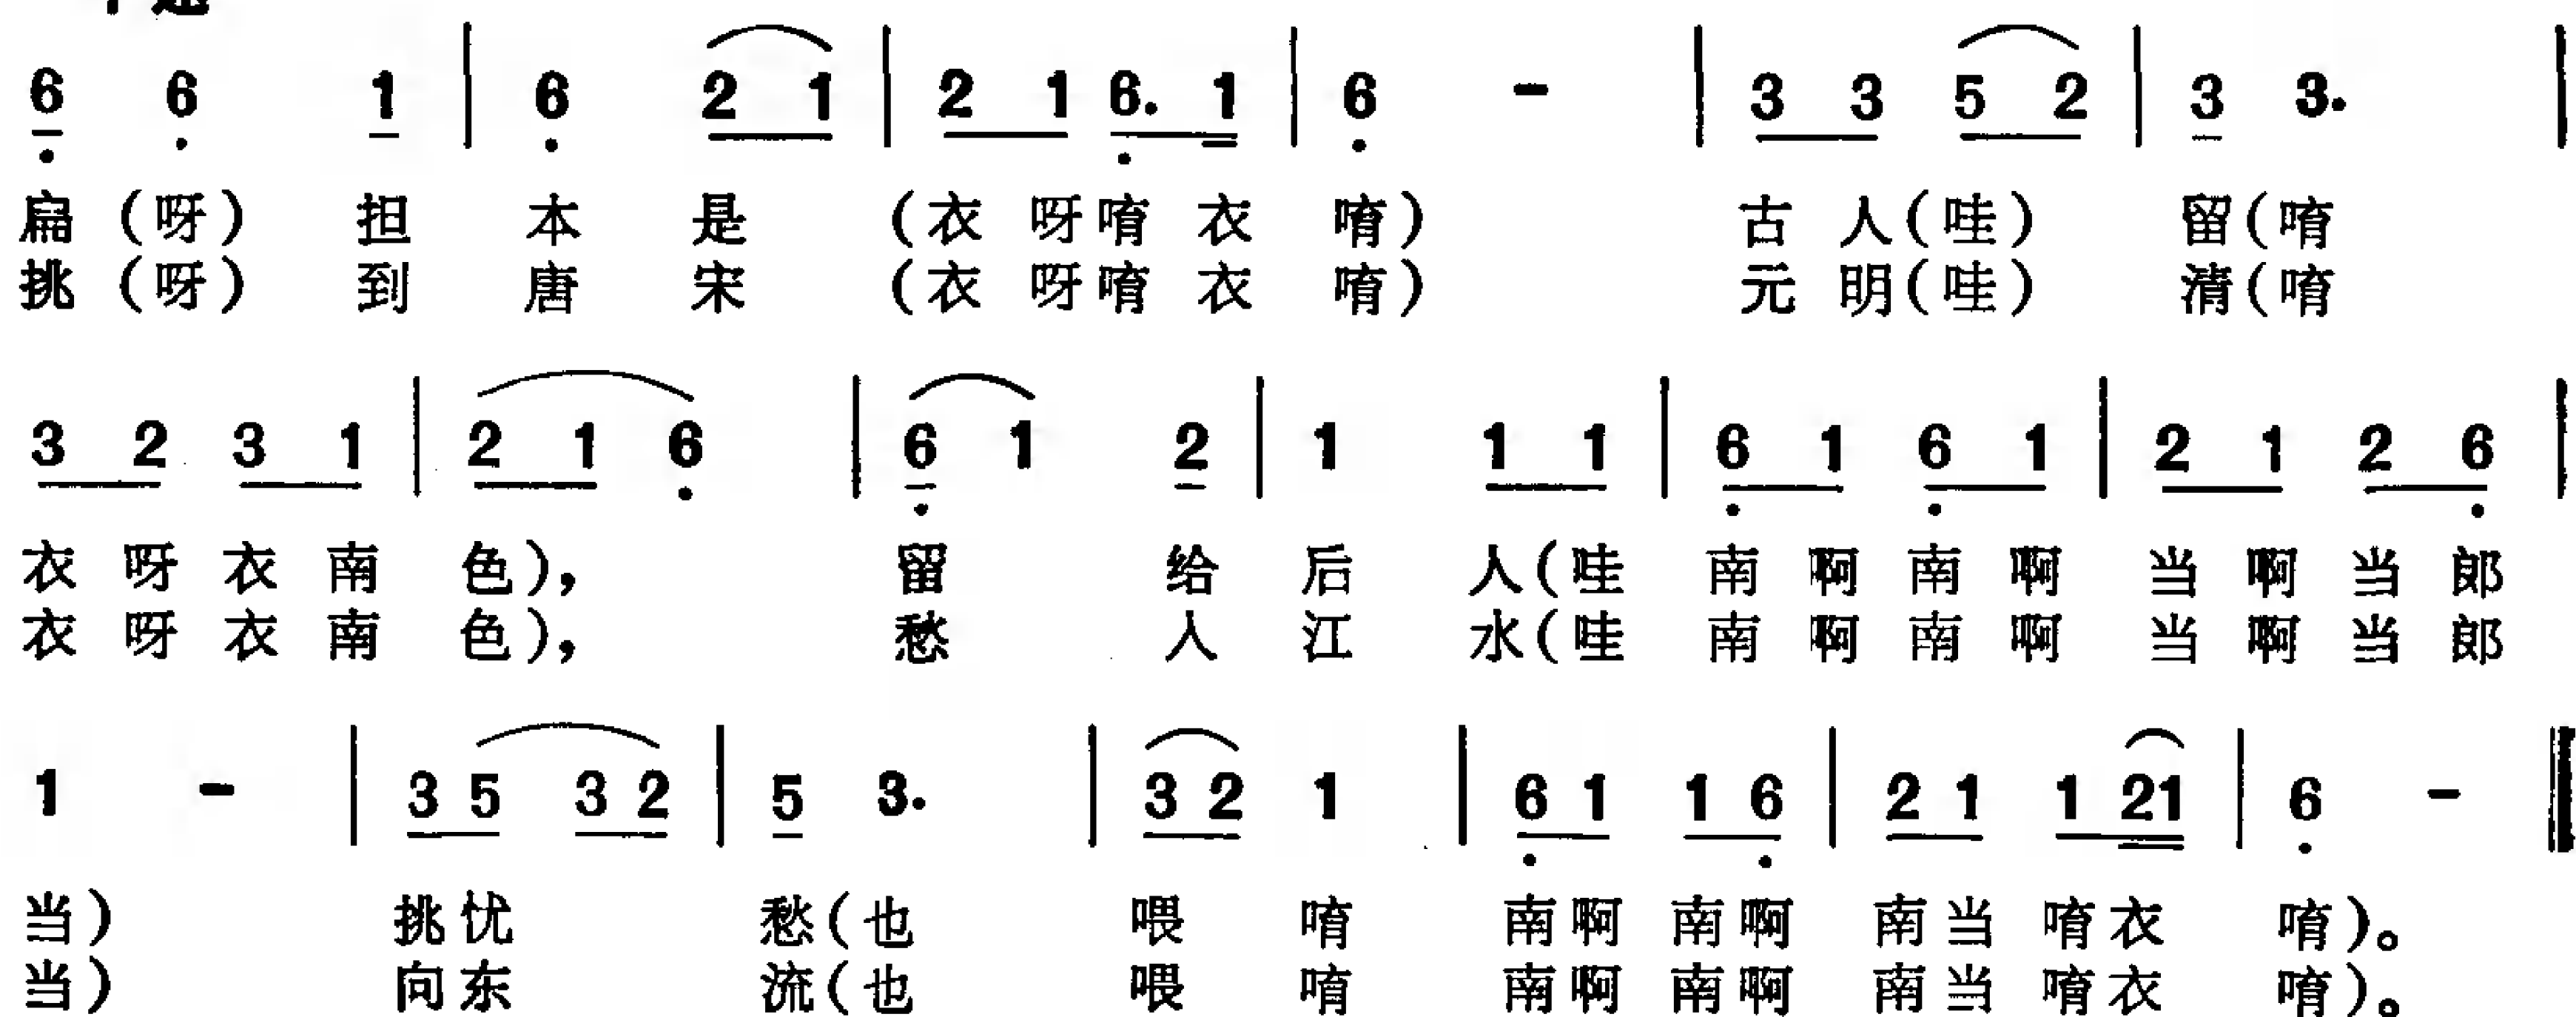 6 6 1 | 6 2 1 | 2 1 6. 1 | 6 - | 3 3 5 2 | 3 3. |
扁(呀) 担 本 是 (衣 呀唷 衣 唷) 古 人(哇) 留(唷
挑(呀) 到 唐 宋 (衣 呀唷 衣 唷) 元 明(哇) 清(唷
3 2 3 1 | 2 1 6 | 6 1 2 | 1 1 1 | 6 1 6 1 | 2 1 2 6 |
衣 呀 衣 南 色), 留 给 后 人(哇 南 啊 南 啊 当 啊 当 郎
衣 呀 衣 南 色), 愁 人 江 水(哇 南 啊 南 啊 当 啊 当 郎
1 - | 3 5 3 2 | 5 3. | 3 2 1 | 6 1 1 6 | 2 1 1 21 | 6 - ‖
当) 挑忧 愁(也 喂 唷 南啊 南啊 南当 唷衣 唷)。
当) 向东 流(也 喂 唷 南啊 南啊 南当 唷衣 唷)。